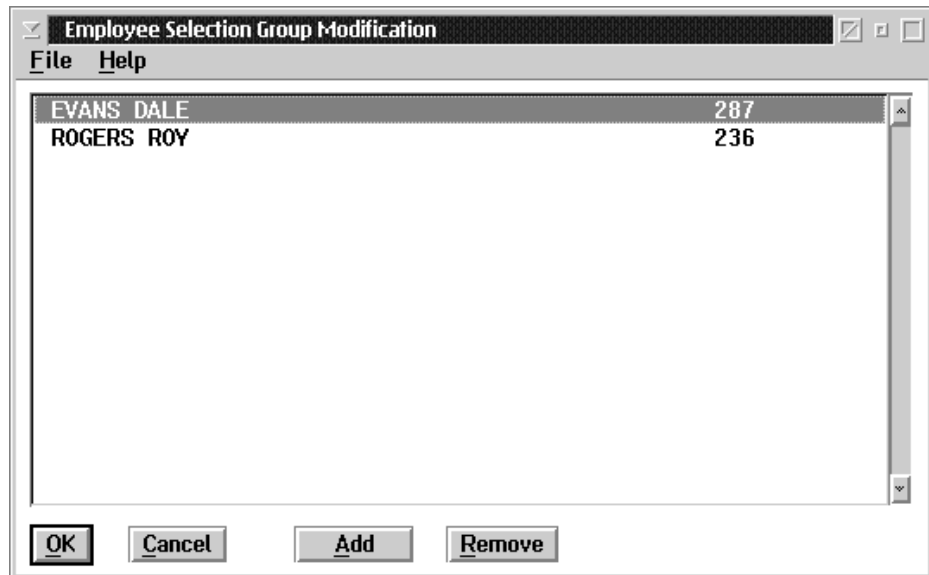 Employee Selection Group Modification
File Help
EVANS DALE 287
ROGERS ROY 236
OK Cancel Add Remove